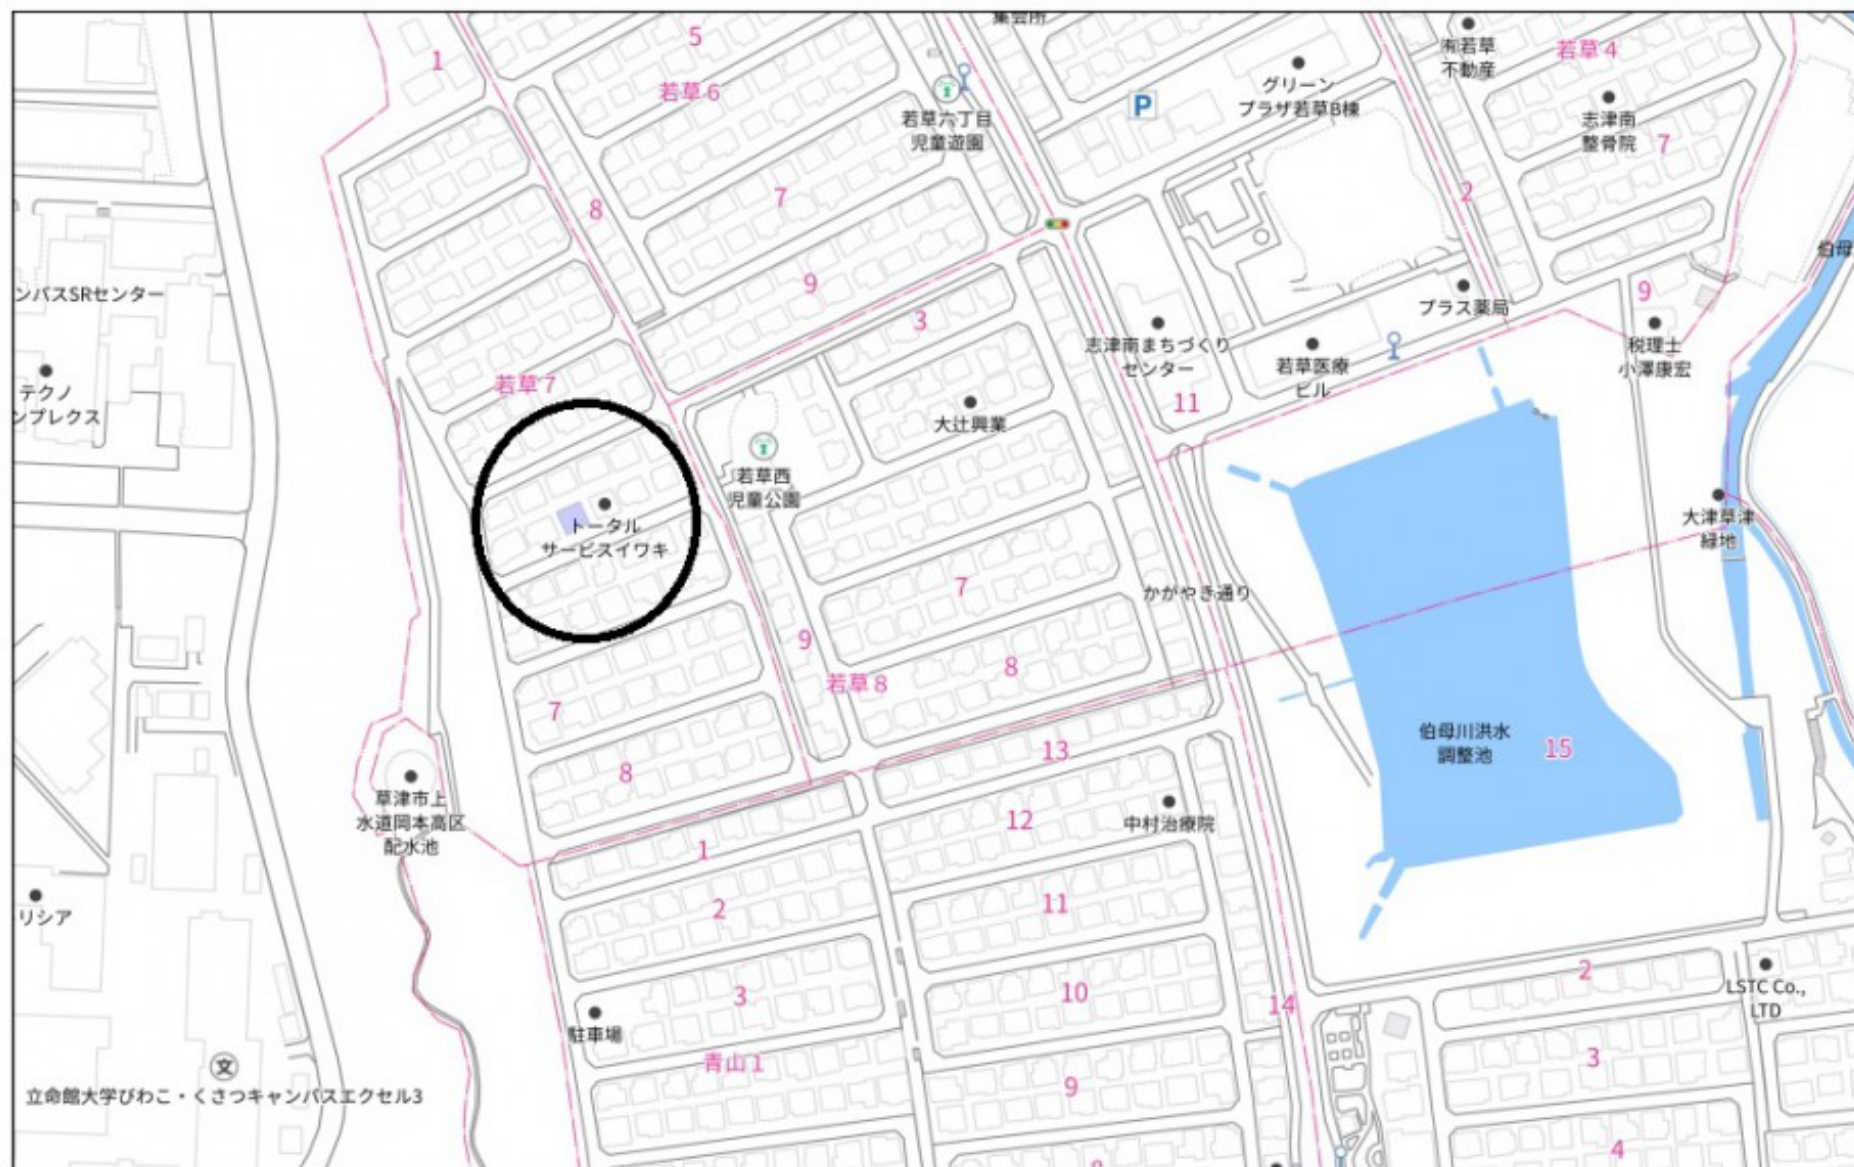 集会所
5
1
若草6
若草六丁目
児童遊園
P
グリーン
プラザ若草B棟
㈲若草
不動産
若草4
志津南
整骨院
7
8
7
2
伯母
ンパスSRセンター
9
3
プラス薬局
9
志津南まちづくり
センター
若草医療
ビル
税理士
小澤康宏
テクノ
ンプレクス
若草7
11
大辻興業
若草西
児童公園
トータル
サービスイワキ
大津草津
緑地
7
かがやき通り
9
8
若草8
7
伯母川洪水
調整池
15
8
13
草津市上
水道岡本高区
配水池
12
中村治療院
1
リシア
2
11
3
10
14
2
LSTC Co.,
LTD
駐車場
青山1
文
立命館大学びわこ・くさつキャンパスエクセル3
9
3
4